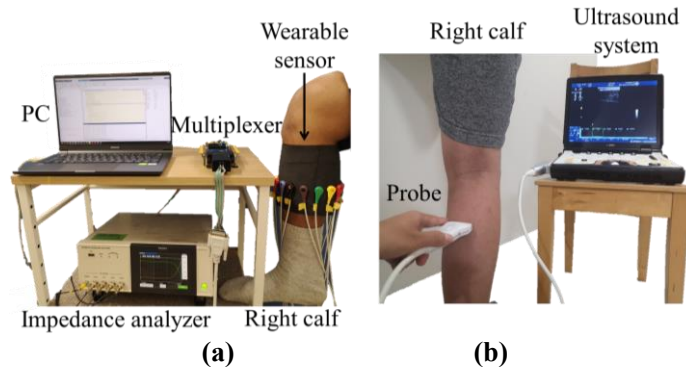 Wearable
sensor
PC
Multiplexer
Impedance analyzer
Right calf
(a)
Right calf
Ultrasound
system
Probe
(b)